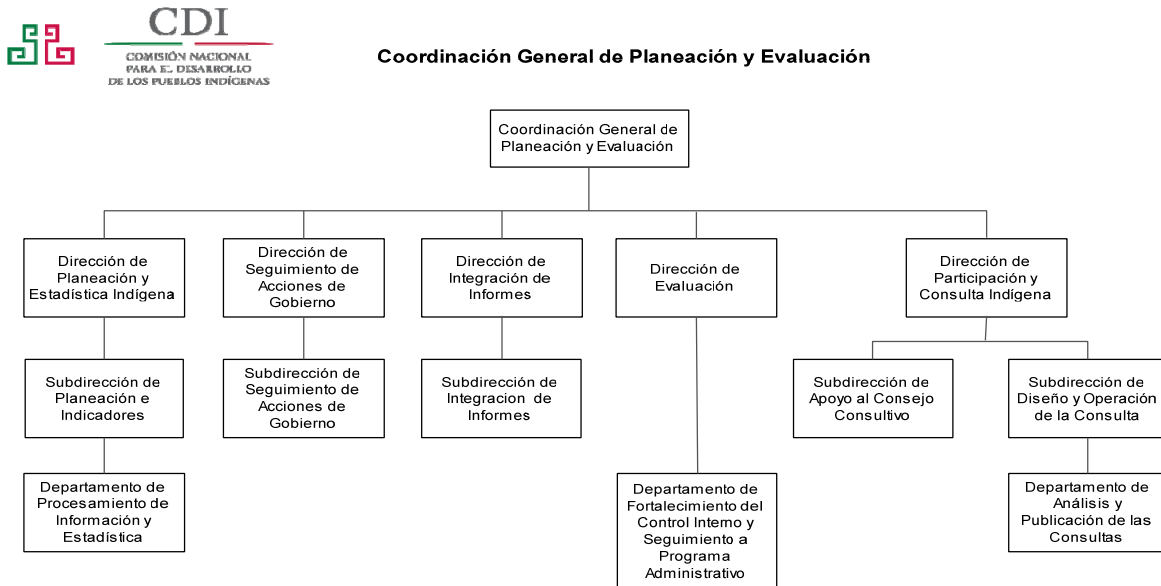 CDI
COMISIÓN NACIONAL
PARA EL DESARROLLO
DE LOS PUEBLOS INDÍGENAS
Coordinación General de Planeación y Evaluación
Coordinación General de
Planeación y Evaluación
Dirección de
Planeación y
Estadística Indígena
Dirección de
Seguimiento de
Acciones de
Gobierno
Dirección de
Integración de
Informes
Dirección de
Evaluación
Dirección de
Participación y
Consulta Indígena
Subdirección de
Planeación e
Indicadores
Subdirección de
Seguimiento de
Acciones de
Gobierno
Subdirección de
Integracion de
Informes
Subdirección de
Apoyo al Consejo
Consultivo
Subdirección de
Diseño y Operación
de la Consulta
Departamento de
Procesamiento de
Información y
Estadística
Departamento de
Fortalecimiento del
Control Interno y
Seguimiento a
Programa
Administrativo
Departamento de
Análisis y
Publicación de las
Consultas